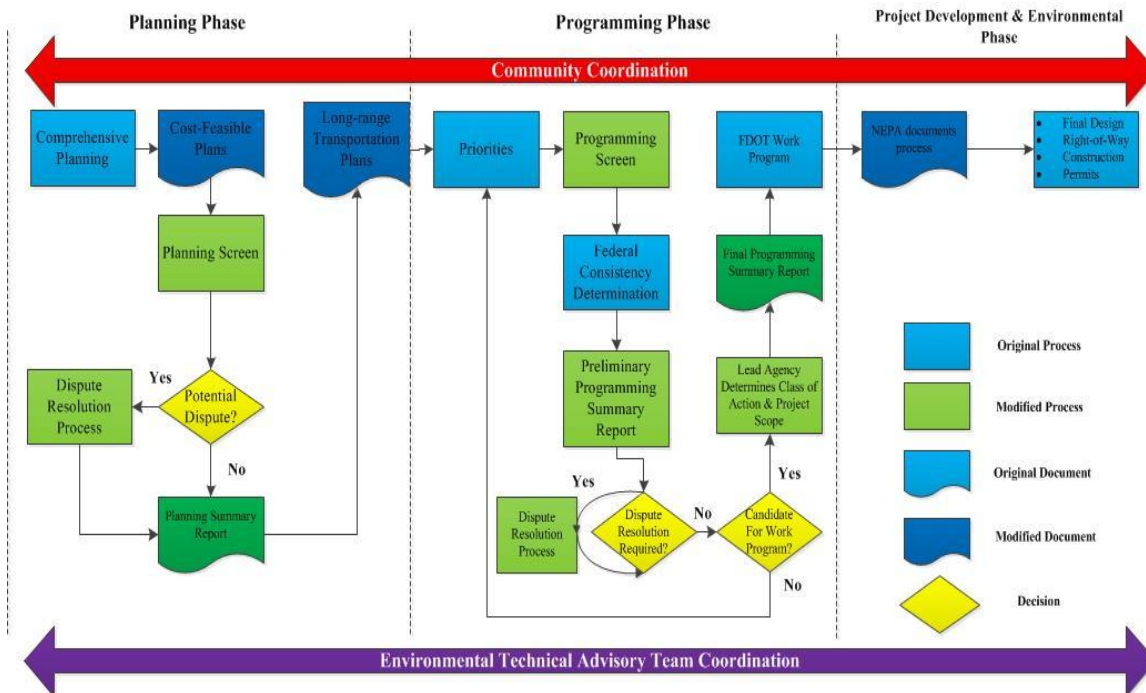 Planning Phase
Programming Phase
Project Development & Environmental
Phase
Community Coordination
Comprehensive
Planning
Cost-Feasible
Plans
Long-range
Transportation
Plans
Priorities
Programming
Screen
FDOT Work
Program
NEPA documents
process
• Final Design
• Right-of-Way
• Construction
• Permits
Planning Screen
Federal
Consistency
Determination
Final Programming
Summary Report
Original Process
Dispute
Resolution
Process
Yes
Potential
Dispute?
No
Preliminary
Programming
Summary
Report
Lead Agency
Determines Class of
Action & Project
Scope
Modified Process
Planning Summary
Report
Yes
Dispute
Resolution
Process
Dispute
Resolution
Required?
No
Yes
Candidate
For Work
Program?
No
Original Document
Modified Document
Decision
Environmental Technical Advisory Team Coordination